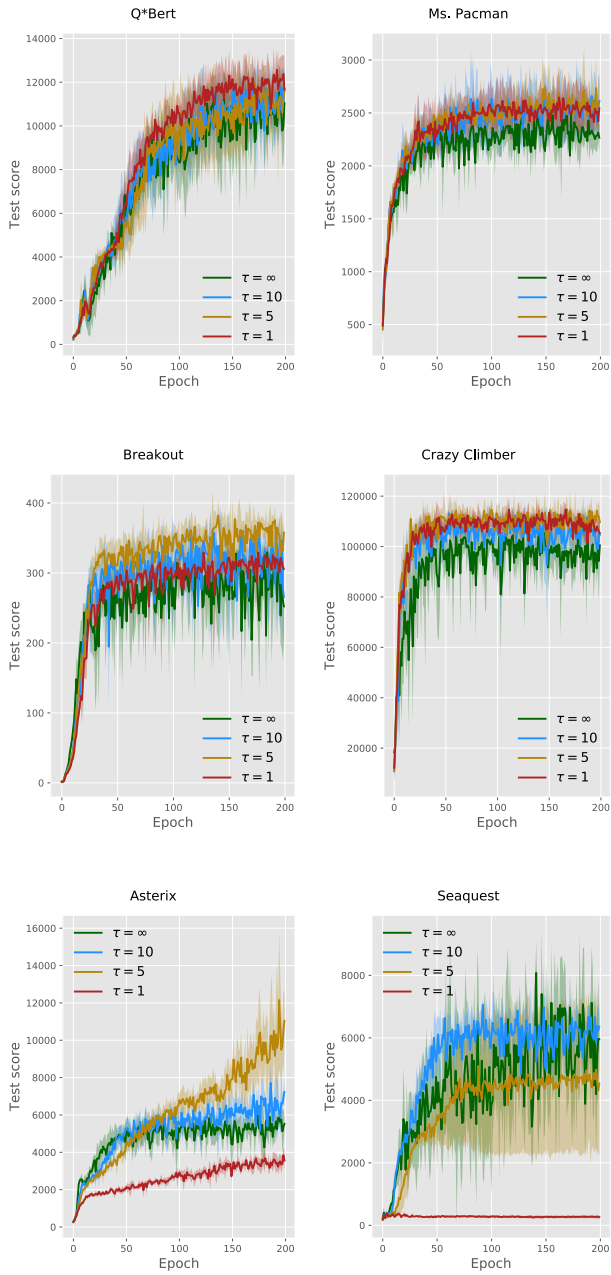 Q*Bert
14000
12000
10000
8000
6000
4000
2000
0
Test score
τ = ∞
τ = 10
τ = 5
τ = 1
0 50 100 150 200
Epoch
Ms. Pacman
3000
2500
2000
1500
1000
500
Test score
τ = ∞
τ = 10
τ = 5
τ = 1
0 50 100 150 200
Epoch
Breakout
400
300
200
100
0
Test score
τ = ∞
τ = 10
τ = 5
τ = 1
0 50 100 150 200
Epoch
Crazy Climber
120000
100000
80000
60000
40000
20000
Test score
τ = ∞
τ = 10
τ = 5
τ = 1
0 50 100 150 200
Epoch
Asterix
16000
14000
12000
10000
8000
6000
4000
2000
0
Test score
τ = ∞
τ = 10
τ = 5
τ = 1
0 50 100 150 200
Epoch
Seaquest
8000
6000
4000
2000
0
Test score
τ = ∞
τ = 10
τ = 5
τ = 1
0 50 100 150 200
Epoch